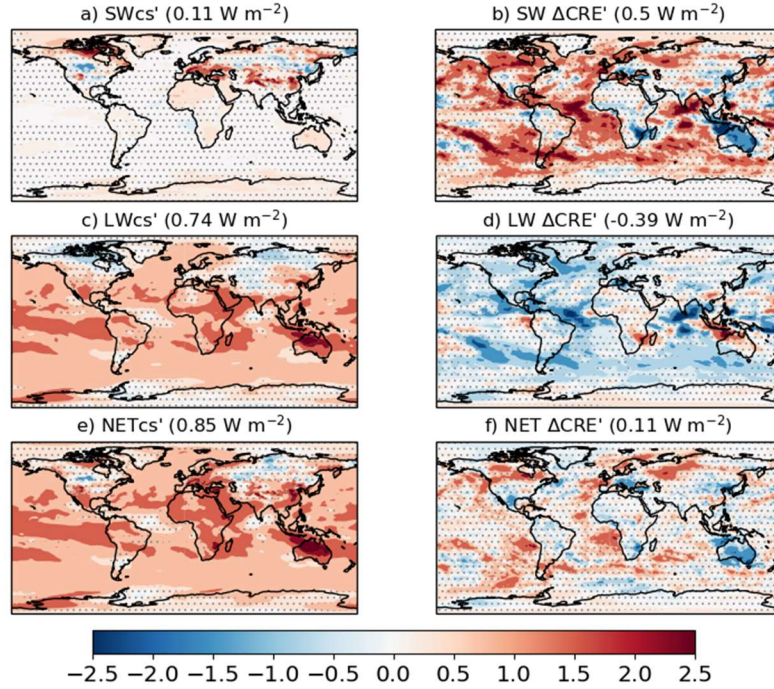 a) SWcs' (0.11 W m⁻²)
b) SW ΔCRE' (0.5 W m⁻²)
c) LWcs' (0.74 W m⁻²)
d) LW ΔCRE' (-0.39 W m⁻²)
e) NETcs' (0.85 W m⁻²)
f) NET ΔCRE' (0.11 W m⁻²)
−2.5 −2.0 −1.5 −1.0 −0.5 0.0 0.5 1.0 1.5 2.0 2.5